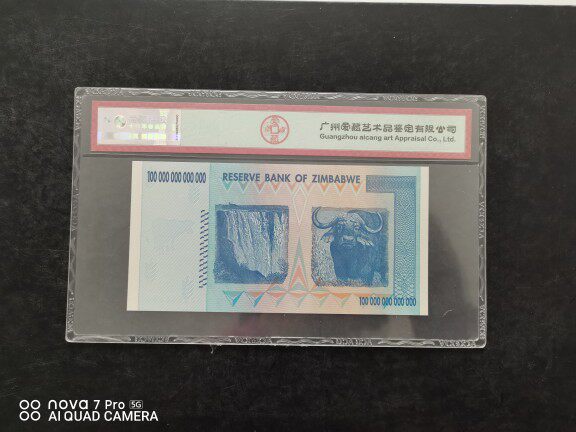 广州爱藏艺术品鉴定有限公司
Guangzhou aicang art Appraisal Co., Ltd.
100 000 000 000 000
RESERVE BANK OF ZIMBABWE
100 000 000 000 000
nova 7 Pro 5G
AI QUAD CAMERA